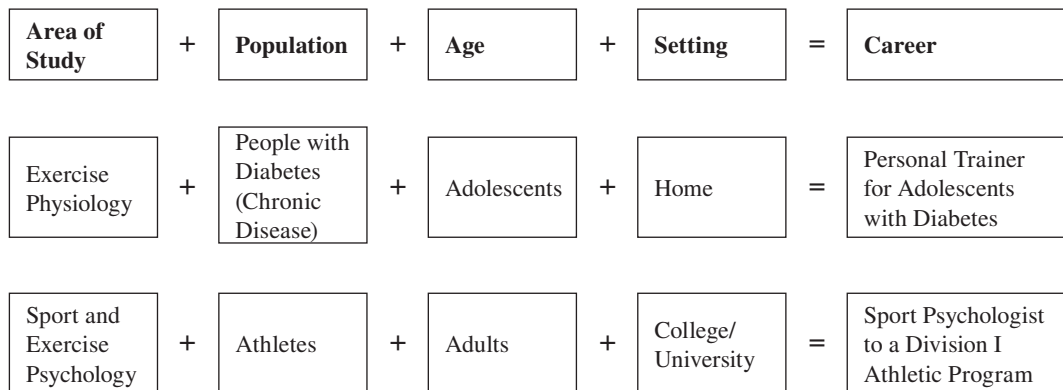 Area of
Study
+
Population
+
Age
+
Setting
=
Career
Exercise
Physiology
+
People with
Diabetes
(Chronic
Disease)
+
Adolescents
+
Home
=
Personal Trainer
for Adolescents
with Diabetes
Sport and
Exercise
Psychology
+
Athletes
+
Adults
+
College/
University
=
Sport Psychologist
to a Division I
Athletic Program